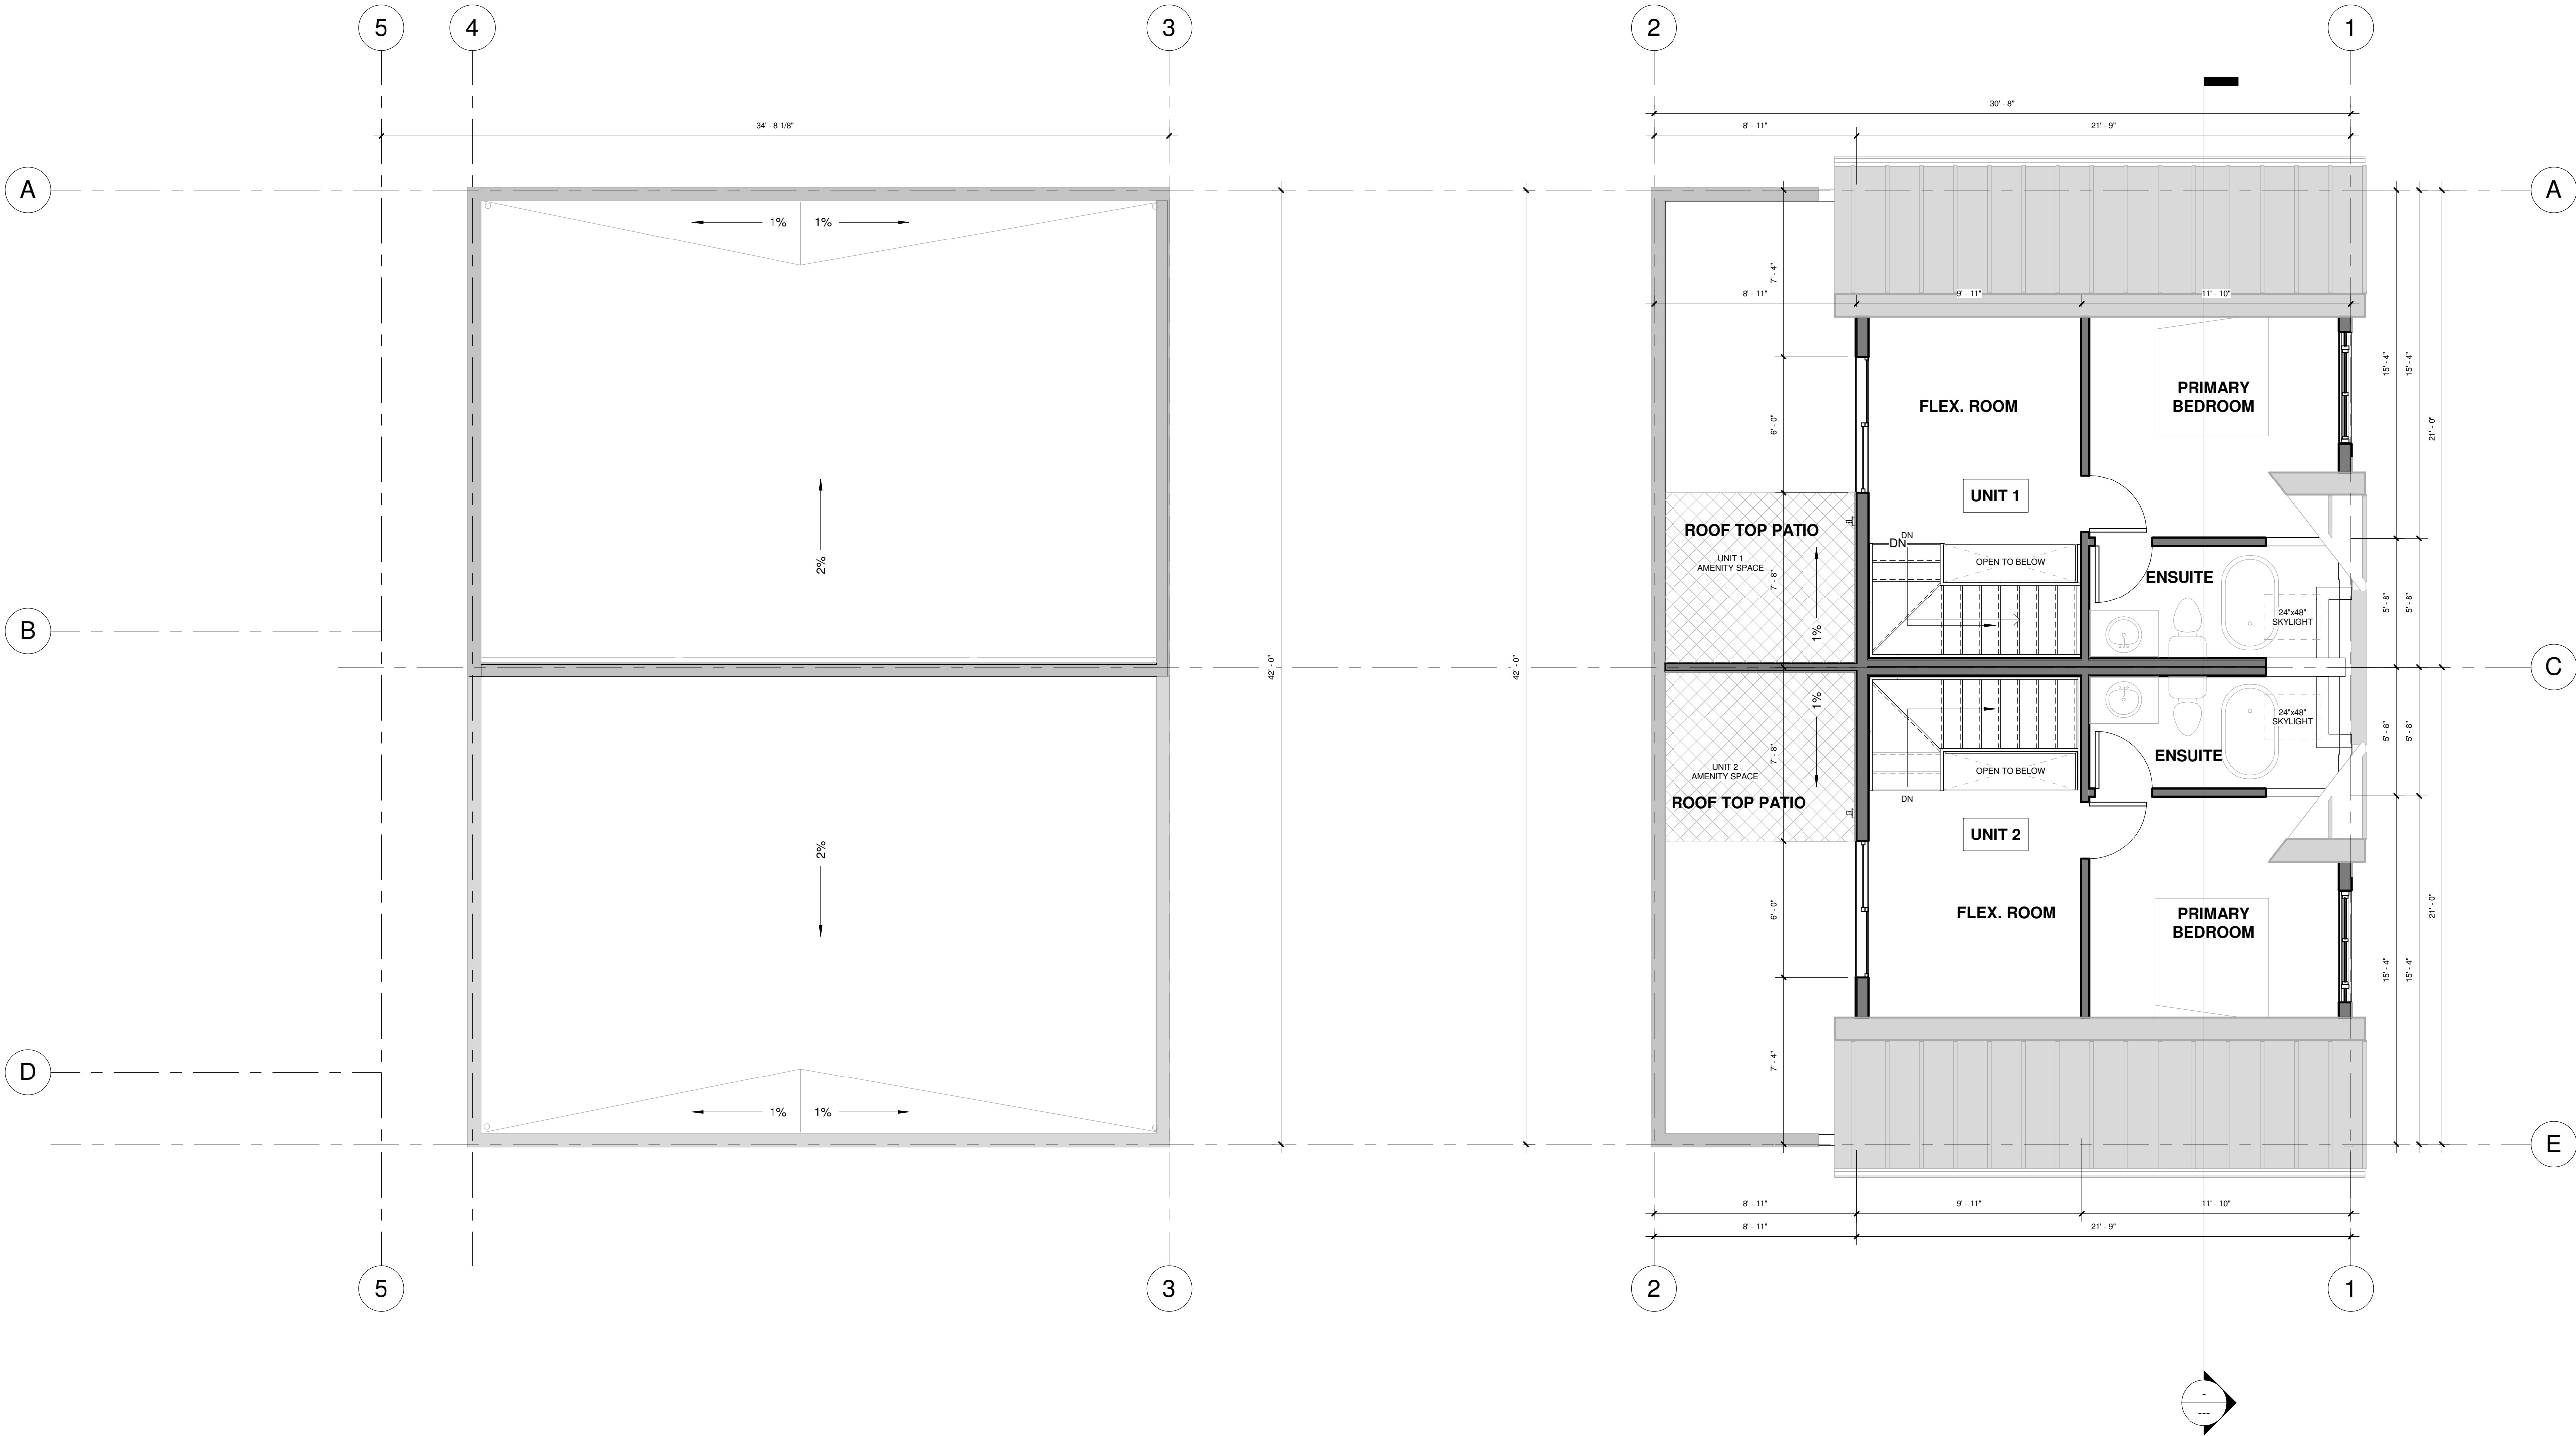 5
4
3
2
1
30' - 8"
34' - 8 1/8"
8' - 11"
21' - 9"
A
A
1%
1%
7' - 4"
8' - 11"
9' - 11"
11' - 10"
15' - 4"
15' - 4"
PRIMARY
BEDROOM
FLEX. ROOM
6' - 0"
21' - 0"
UNIT 1
ROOF TOP PATIO
DN
DN
UNIT 1
AMENITY SPACE
OPEN TO BELOW
2%
7' - 8"
ENSUITE
5' - 8"
5' - 8"
24"x48"
SKYLIGHT
B
1%
42' - 0"
42' - 0"
C
1%
24"x48"
SKYLIGHT
5' - 8"
5' - 8"
7' - 8"
ENSUITE
UNIT 2
AMENITY SPACE
OPEN TO BELOW
DN
ROOF TOP PATIO
UNIT 2
2%
6' - 0"
FLEX. ROOM
PRIMARY
BEDROOM
21' - 0"
15' - 4"
15' - 4"
7' - 4"
D
1%
1%
E
8' - 11"
9' - 11"
11' - 10"
8' - 11"
21' - 9"
5
3
2
1
-
---